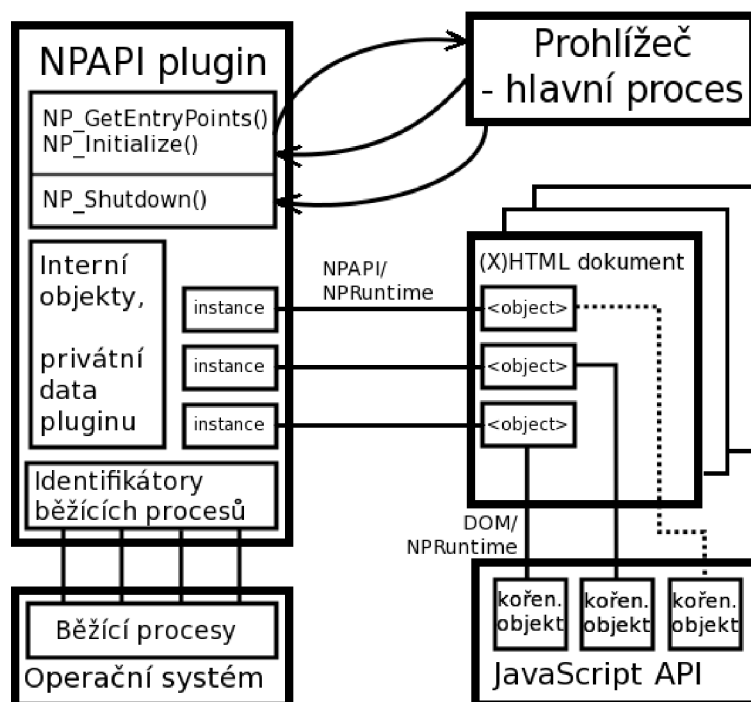 NPAPI plugin
NP_GetEntryPoints()
NP_Initialize()
NP_Shutdown()
Interní
objekty,
privátní
data
pluginu
instance
instance
instance
Identifikátory
běžících procesů
Běžící procesy
Operační systém
Prohlížeč
- hlavní proces
NPAPI/
NPRuntime
(X)HTML dokument
<object>
<object>
<object>
DOM/
NPRuntime
kořen.
objekt
kořen.
objekt
kořen.
objekt
JavaScript API